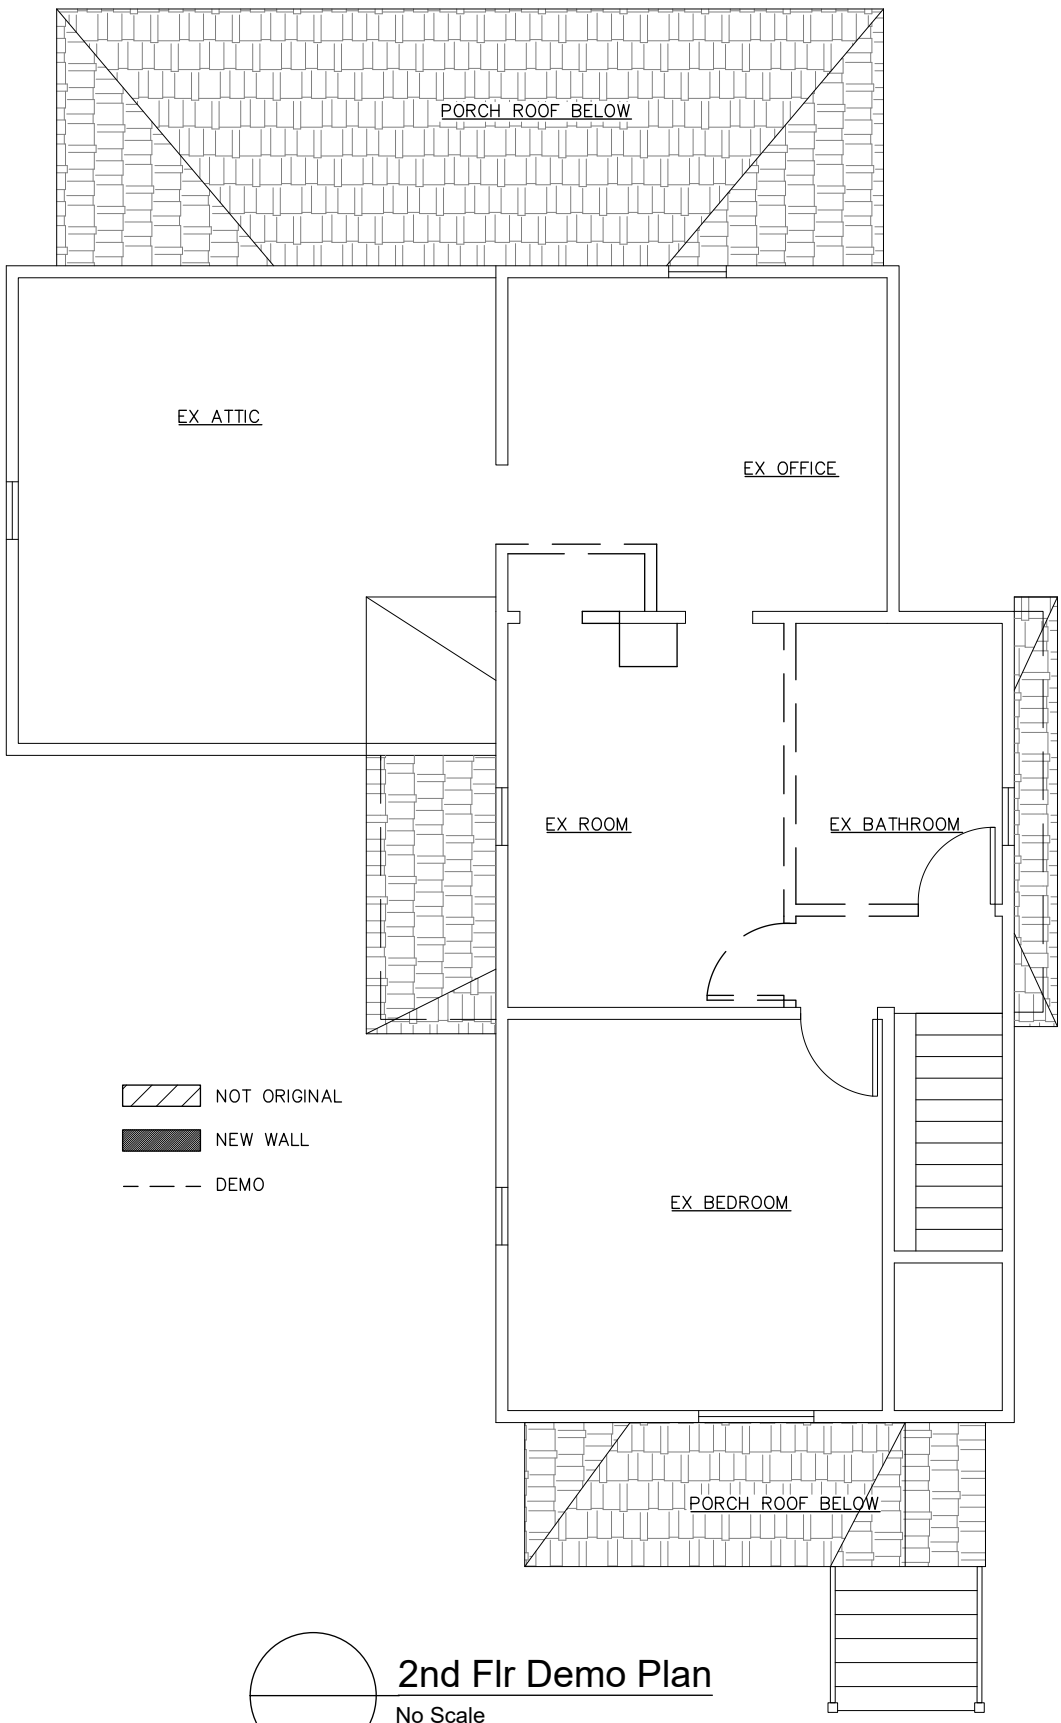 PORCH ROOF BELOW
EX ATTIC
EX OFFICE
EX ROOM
EX BATHROOM
NOT ORIGINAL
NEW WALL
DEMO
EX BEDROOM
PORCH ROOF BELOW
2nd Flr Demo Plan
No Scale